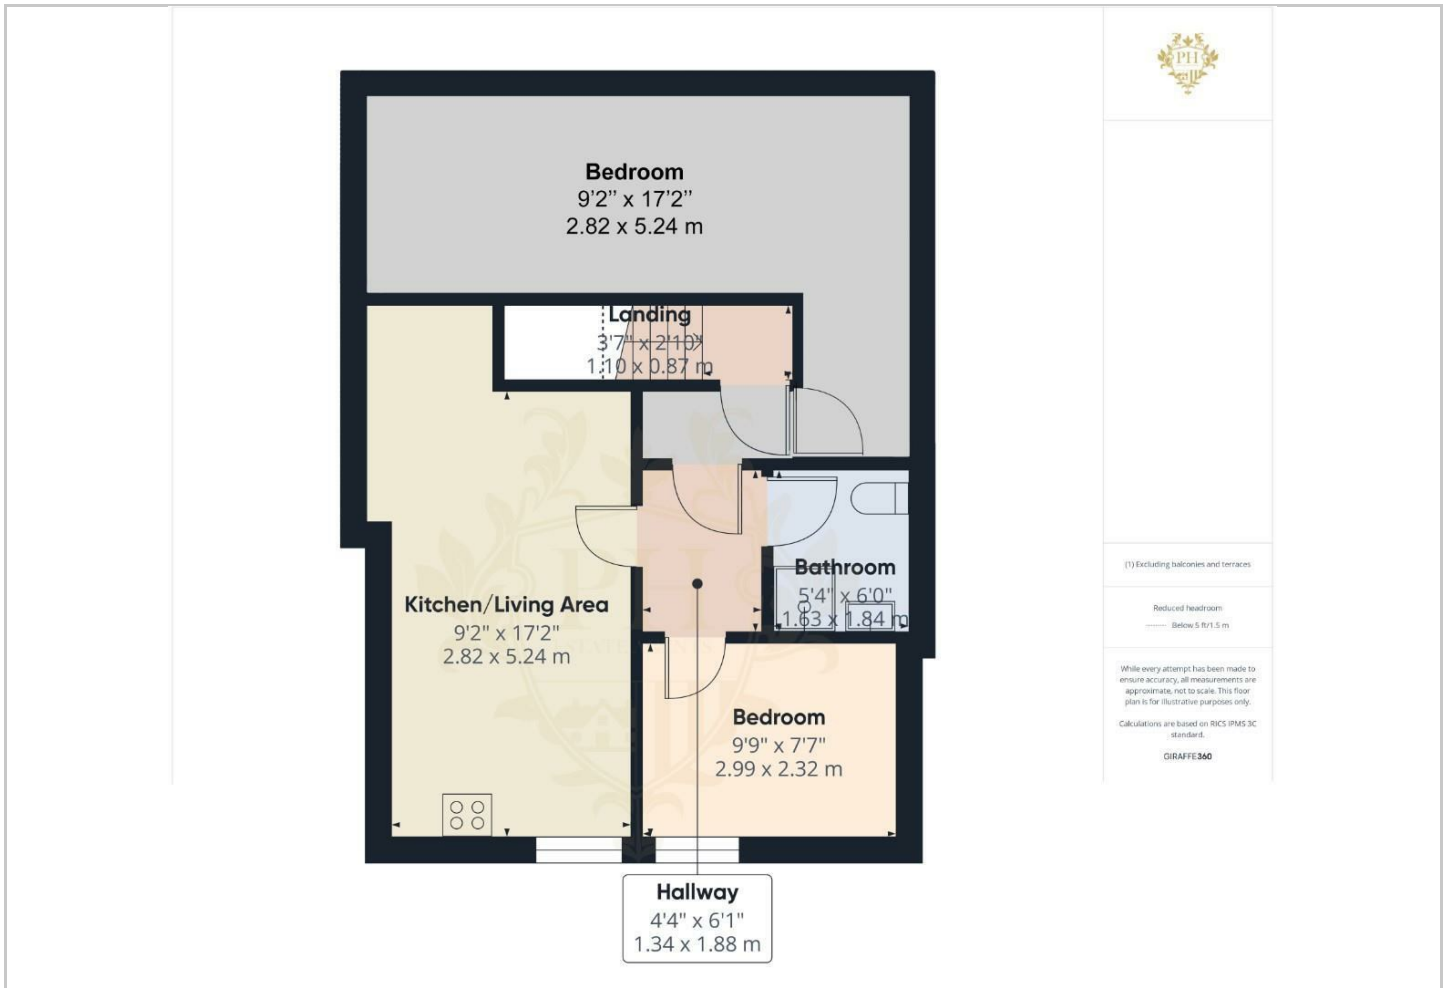 PH
Bedroom
9'2’’ x 17'2’’
2.82 x 5.24 m
Landing
3'7" x 2'10"
1.10 x 0.87 m
Bathroom
5'4" x 6'0"
1.63 x 1.84 m
Kitchen/Living Area
9'2" x 17'2"
2.82 x 5.24 m
PH
Bedroom
9'9" x 7'7"
2.99 x 2.32 m
Hallway
4'4" x 6'1"
1.34 x 1.88 m
(1) Excluding balconies and terraces
Reduced headroom
Below 5 ft/1.5 m
While every attempt has been made to
ensure accuracy, all measurements are
approximate, not to scale. This floor
plan is for illustrative purposes only.
Calculations are based on RICS IPMS 3C
standard.
GIRAFFE360